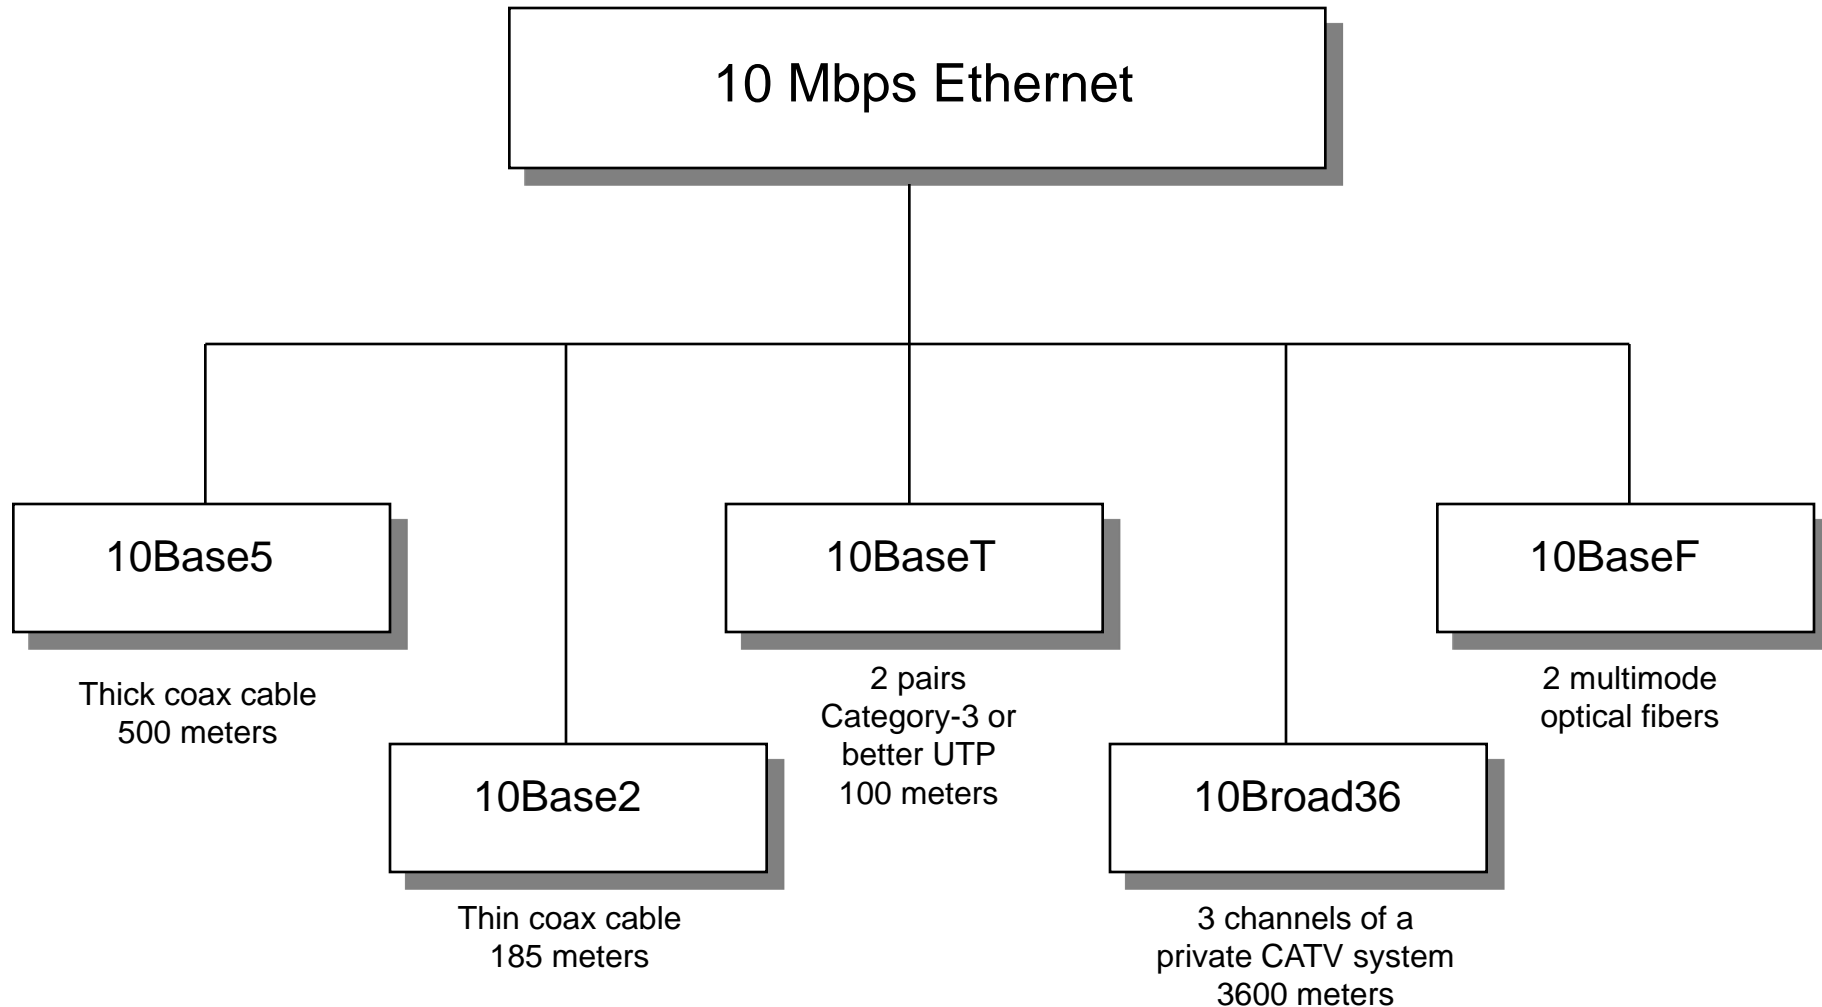 10 Mbps Ethernet
10Base5
Thick coax cable
500 meters
10Base2
Thin coax cable
185 meters
10BaseT
2 pairs
Category-3 or
better UTP
100 meters
10Broad36
3 channels of a
private CATV system
3600 meters
10BaseF
2 multimode
optical fibers